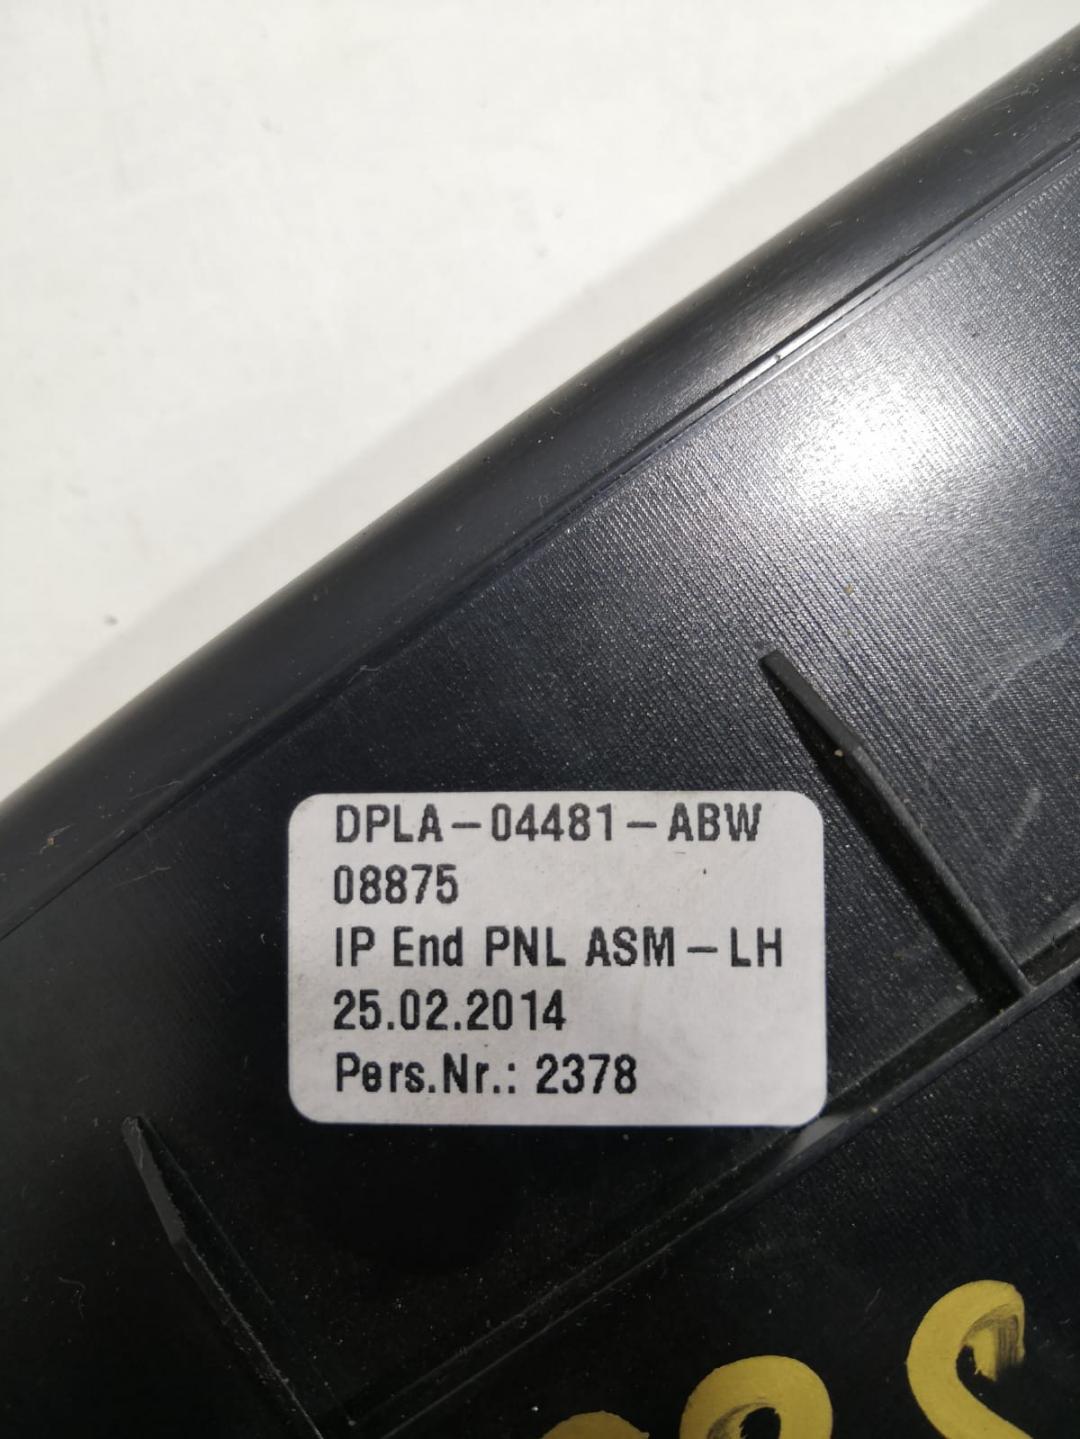 DPLA-04481-ABW
08875
IP End PNL ASM-LH
25.02.2014
Pers.Nr.: 2378